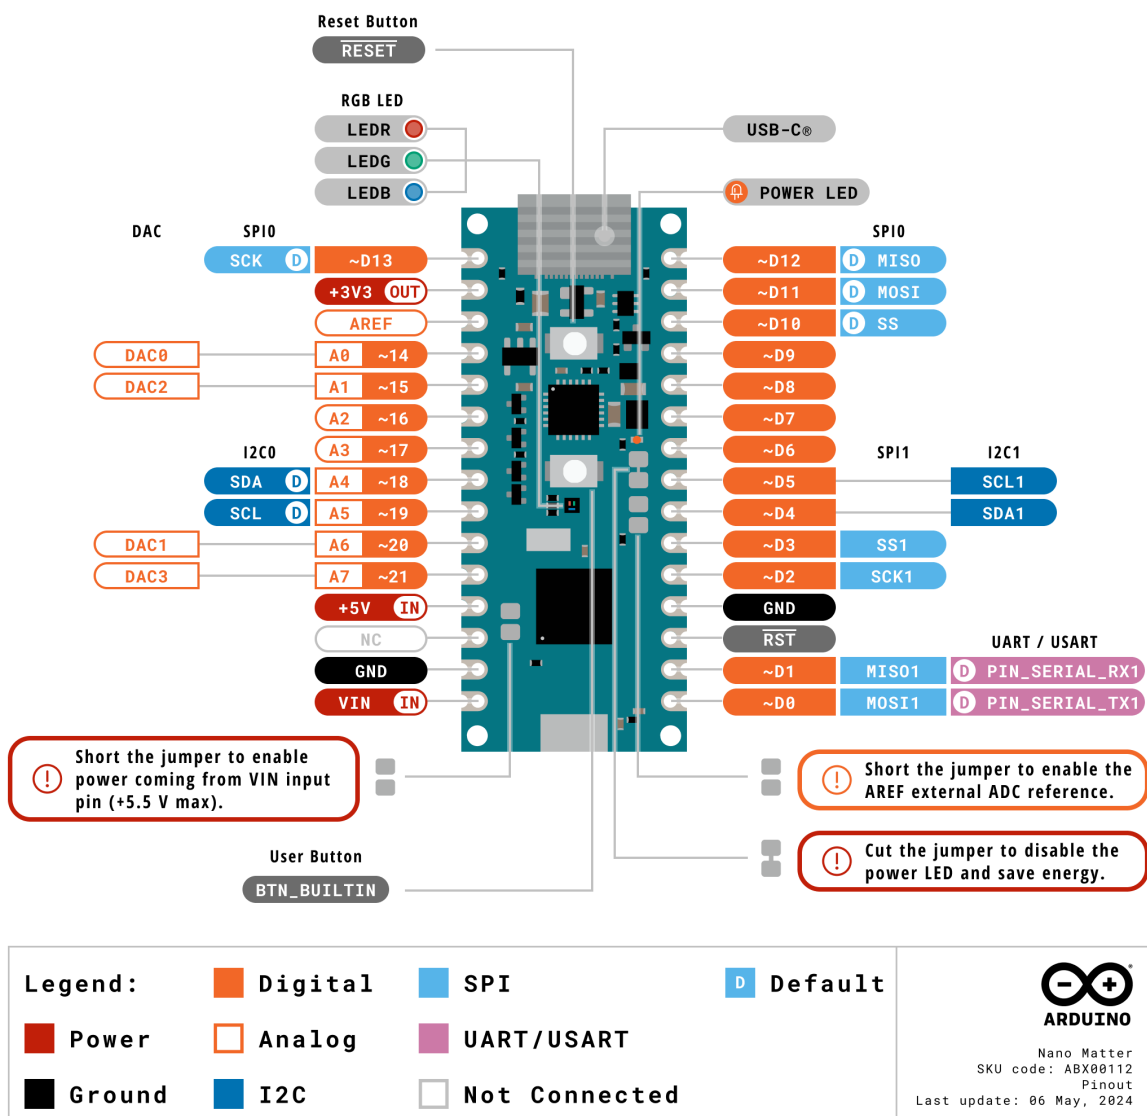 Reset Button
RESET
RGB LED
LEDR
LEDG
LEDB
USB-C®
POWER LED
DAC
SPI0
SCK D ~D13
+3V3 OUT
AREF
DAC0 A0 ~14
DAC2 A1 ~15
A2 ~16
A3 ~17
I2C0
SDA D A4 ~18
SCL D A5 ~19
DAC1 A6 ~20
DAC3 A7 ~21
+5V IN
NC
GND
VIN IN
SPI0
~D12 D MISO
~D11 D MOSI
~D10 D SS
~D9
~D8
~D7
~D6
SPI1
I2C1
~D5 SCL1
~D4 SDA1
~D3 SS1
~D2 SCK1
GND
RST
UART / USART
~D1 MISO1 D PIN_SERIAL_RX1
~D0 MOSI1 D PIN_SERIAL_TX1
Short the jumper to enable
power coming from VIN input
pin (+5.5 V max).
Short the jumper to enable the
AREF external ADC reference.
Cut the jumper to disable the
power LED and save energy.
User Button
BTN_BUILTIN
Legend:
Digital
SPI
D Default
Power
Analog
UART/USART
Ground
I2C
Not Connected
ARDUINO
Nano Matter
SKU code: ABX00112
Pinout
Last update: 06 May, 2024